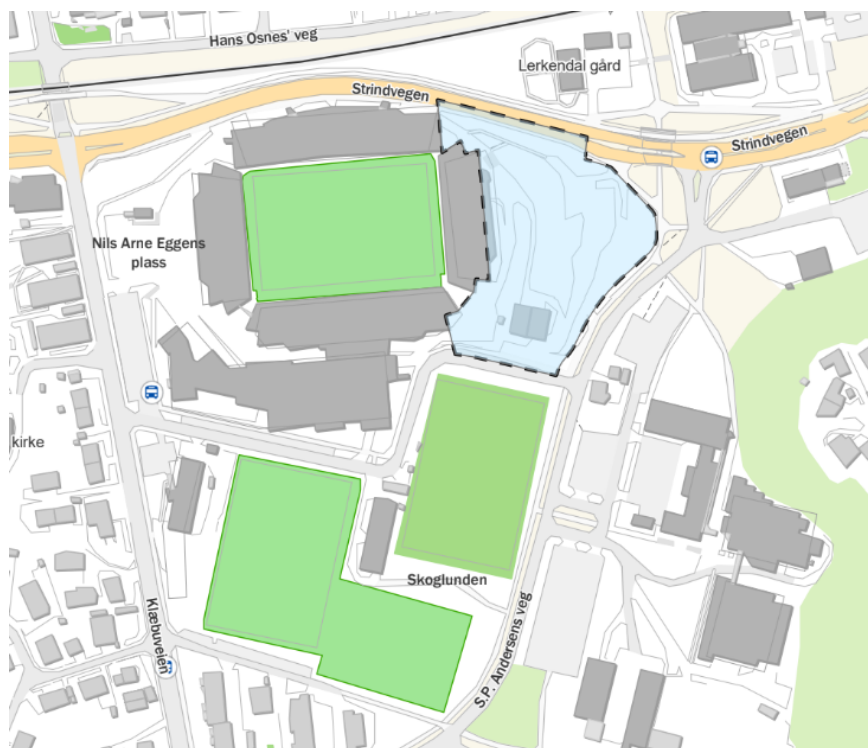 Hans Osnes' veg
Lerkendal gård
Strindvegen
Strindvegen
Nils Arne Eggens
plass
kirke
Skoglunden
Klæbuveien
S.P. Andersens veg